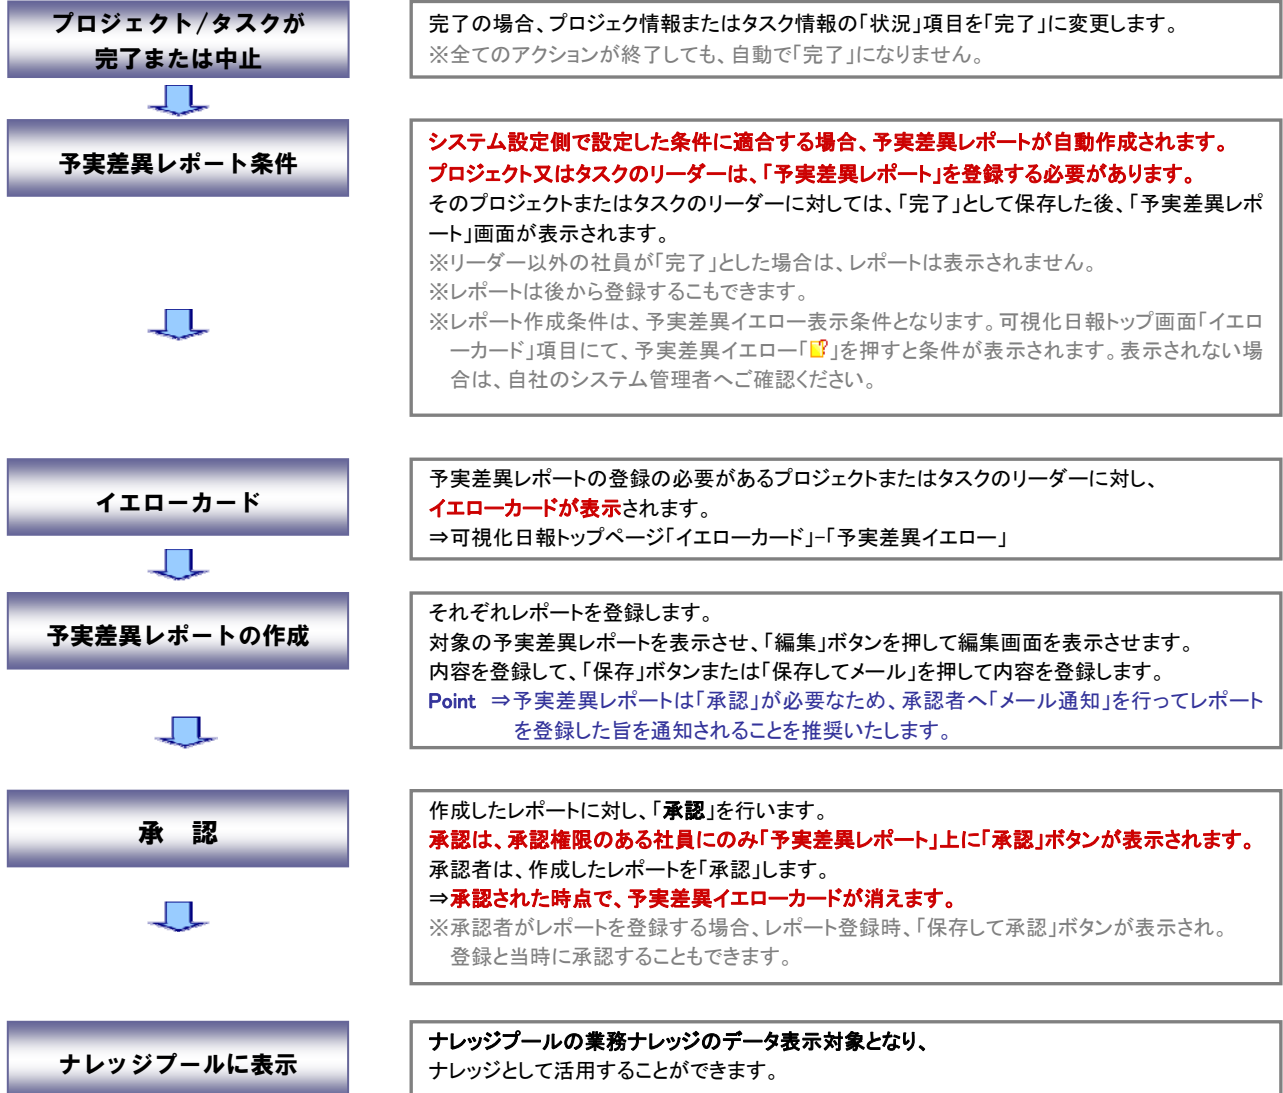 プロジェクト/タスクが
完了または中止
完了の場合、プロジェク情報またはタスク情報の「状況」項目を「完了」に変更します。
※全てのアクションが終了しても、自動で「完了」になりません。
予実差異レポート条件
システム設定側で設定した条件に適合する場合、予実差異レポートが自動作成されます。
プロジェクト又はタスクのリーダーは、「予実差異レポート」を登録する必要があります。
そのプロジェクトまたはタスクのリーダーに対しては、「完了」として保存した後、「予実差異レポ
ート」画面が表示されます。
※リーダー以外の社員が「完了」とした場合は、レポートは表示されません。
※レポートは後から登録するこもできます。
※レポート作成条件は、予実差異イエロー表示条件となります。可視化日報トップ画面「イエロ
ーカード」項目にて、予実差異イエロー「?」を押すと条件が表示されます。表示されない場
合は、自社のシステム管理者へご確認ください。
イエローカード
予実差異レポートの登録の必要があるプロジェクトまたはタスクのリーダーに対し、
イエローカードが表示されます。
⇒可視化日報トップページ「イエローカード」-「予実差異イエロー」
予実差異レポートの作成
それぞれレポートを登録します。
対象の予実差異レポートを表示させ、「編集」ボタンを押して編集画面を表示させます。
内容を登録して、「保存」ボタンまたは「保存してメール」を押して内容を登録します。
Point ⇒予実差異レポートは「承認」が必要なため、承認者へ「メール通知」を行ってレポート
を登録した旨を通知されることを推奨いたします。
承 認
作成したレポートに対し、「承認」を行います。
承認は、承認権限のある社員にのみ「予実差異レポート」上に「承認」ボタンが表示されます。
承認者は、作成したレポートを「承認」します。
⇒承認された時点で、予実差異イエローカードが消えます。
※承認者がレポートを登録する場合、レポート登録時、「保存して承認」ボタンが表示され。
登録と当時に承認することもできます。
ナレッジプールに表示
ナレッジプールの業務ナレッジのデータ表示対象となり、
ナレッジとして活用することができます。